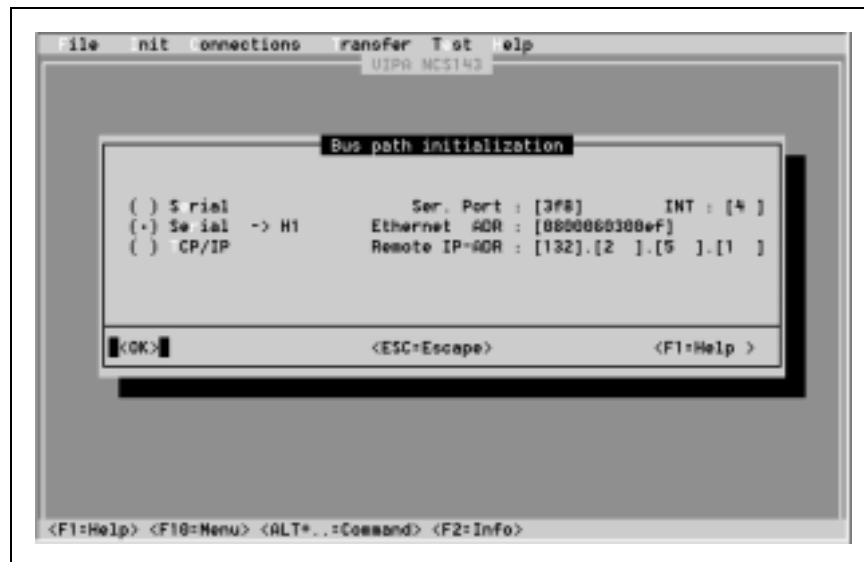 ile nit onnections ransfer T st elp
VIPA NCS143
Bus path initialization
( ) S rial Ser. Port : [3f8] INT : [4 ]
(·) Se ial -> H1 Ethernet ADR : [0800060300ef]
( ) CP/IP Remote IP-ADR : [132].[2 ].[5 ].[1 ]
<OK> <ESC=Escape> <F1=Help >
<F1=Help> <F10=Menu> <ALT+..=Command> <F2=Info>